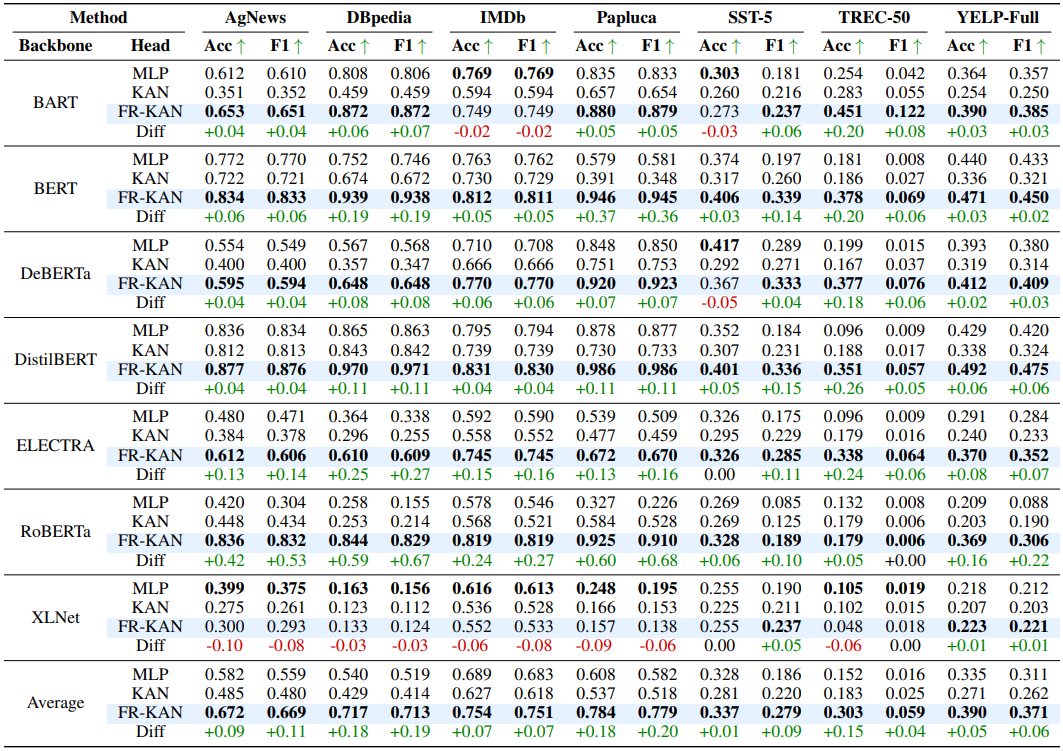 Method AgNews DBpedia IMDb Papluca SST-5 TREC-50 YELP-Full
Backbone Head Acc ↑ F1 ↑ Acc ↑ F1 ↑ Acc ↑ F1 ↑ Acc ↑ F1 ↑ Acc ↑ F1 ↑ Acc ↑ F1 ↑ Acc ↑ F1 ↑
MLP 0.612 0.610 0.808 0.806 0.769 0.769 0.835 0.833 0.303 0.181 0.254 0.042 0.364 0.357
BART KAN 0.351 0.352 0.459 0.459 0.594 0.594 0.657 0.654 0.260 0.216 0.283 0.055 0.254 0.250
FR-KAN 0.653 0.651 0.872 0.872 0.749 0.749 0.880 0.879 0.273 0.237 0.451 0.122 0.390 0.385
Diff +0.04 +0.04 +0.06 +0.07 -0.02 -0.02 +0.05 +0.05 -0.03 +0.06 +0.20 +0.08 +0.03 +0.03
MLP 0.772 0.770 0.752 0.746 0.763 0.762 0.579 0.581 0.374 0.197 0.181 0.008 0.440 0.433
BERT KAN 0.722 0.721 0.674 0.672 0.730 0.729 0.391 0.348 0.317 0.260 0.186 0.027 0.336 0.321
FR-KAN 0.834 0.833 0.939 0.938 0.812 0.811 0.946 0.945 0.406 0.339 0.378 0.069 0.471 0.450
Diff +0.06 +0.06 +0.19 +0.19 +0.05 +0.05 +0.37 +0.36 +0.03 +0.14 +0.20 +0.06 +0.03 +0.02
MLP 0.554 0.549 0.567 0.568 0.710 0.708 0.848 0.850 0.417 0.289 0.199 0.015 0.393 0.380
DeBERTa KAN 0.400 0.400 0.357 0.347 0.666 0.666 0.751 0.753 0.292 0.271 0.167 0.037 0.319 0.314
FR-KAN 0.595 0.594 0.648 0.648 0.770 0.770 0.920 0.923 0.367 0.333 0.377 0.076 0.412 0.409
Diff +0.04 +0.04 +0.08 +0.08 +0.06 +0.06 +0.07 +0.07 -0.05 +0.04 +0.18 +0.06 +0.02 +0.03
MLP 0.836 0.834 0.865 0.863 0.795 0.794 0.878 0.877 0.352 0.184 0.096 0.009 0.429 0.420
DistilBERT KAN 0.812 0.813 0.843 0.842 0.739 0.739 0.730 0.733 0.307 0.231 0.188 0.017 0.338 0.324
FR-KAN 0.877 0.876 0.970 0.971 0.831 0.830 0.986 0.986 0.401 0.336 0.351 0.057 0.492 0.475
Diff +0.04 +0.04 +0.11 +0.11 +0.04 +0.04 +0.11 +0.11 +0.05 +0.15 +0.26 +0.05 +0.06 +0.06
MLP 0.480 0.471 0.364 0.338 0.592 0.590 0.539 0.509 0.326 0.175 0.096 0.009 0.291 0.284
ELECTRA KAN 0.384 0.378 0.296 0.255 0.558 0.552 0.477 0.459 0.295 0.229 0.179 0.016 0.240 0.233
FR-KAN 0.612 0.606 0.610 0.609 0.745 0.745 0.672 0.670 0.326 0.285 0.338 0.064 0.370 0.352
Diff +0.13 +0.14 +0.25 +0.27 +0.15 +0.16 +0.13 +0.16 0.00 +0.11 +0.24 +0.06 +0.08 +0.07
MLP 0.420 0.304 0.258 0.155 0.578 0.546 0.327 0.226 0.269 0.085 0.132 0.008 0.209 0.088
RoBERTa KAN 0.448 0.434 0.253 0.214 0.568 0.521 0.584 0.528 0.269 0.125 0.179 0.006 0.203 0.190
FR-KAN 0.836 0.832 0.844 0.829 0.819 0.819 0.925 0.910 0.328 0.189 0.179 0.006 0.369 0.306
Diff +0.42 +0.53 +0.59 +0.67 +0.24 +0.27 +0.60 +0.68 +0.06 +0.10 +0.05 +0.00 +0.16 +0.22
MLP 0.399 0.375 0.163 0.156 0.616 0.613 0.248 0.195 0.255 0.190 0.105 0.019 0.218 0.212
XLNet KAN 0.275 0.261 0.123 0.112 0.536 0.528 0.166 0.153 0.225 0.211 0.102 0.015 0.207 0.203
FR-KAN 0.300 0.293 0.133 0.124 0.552 0.533 0.157 0.138 0.255 0.237 0.048 0.018 0.223 0.221
Diff -0.10 -0.08 -0.03 -0.03 -0.06 -0.08 -0.09 -0.06 0.00 +0.05 -0.06 0.00 +0.01 +0.01
MLP 0.582 0.559 0.540 0.519 0.689 0.683 0.608 0.582 0.328 0.186 0.152 0.016 0.335 0.311
Average KAN 0.485 0.480 0.429 0.414 0.627 0.618 0.537 0.518 0.281 0.220 0.183 0.025 0.271 0.262
FR-KAN 0.672 0.669 0.717 0.713 0.754 0.751 0.784 0.779 0.337 0.279 0.303 0.059 0.390 0.371
Diff +0.09 +0.11 +0.18 +0.19 +0.07 +0.07 +0.18 +0.20 +0.01 +0.09 +0.15 +0.04 +0.05 +0.06